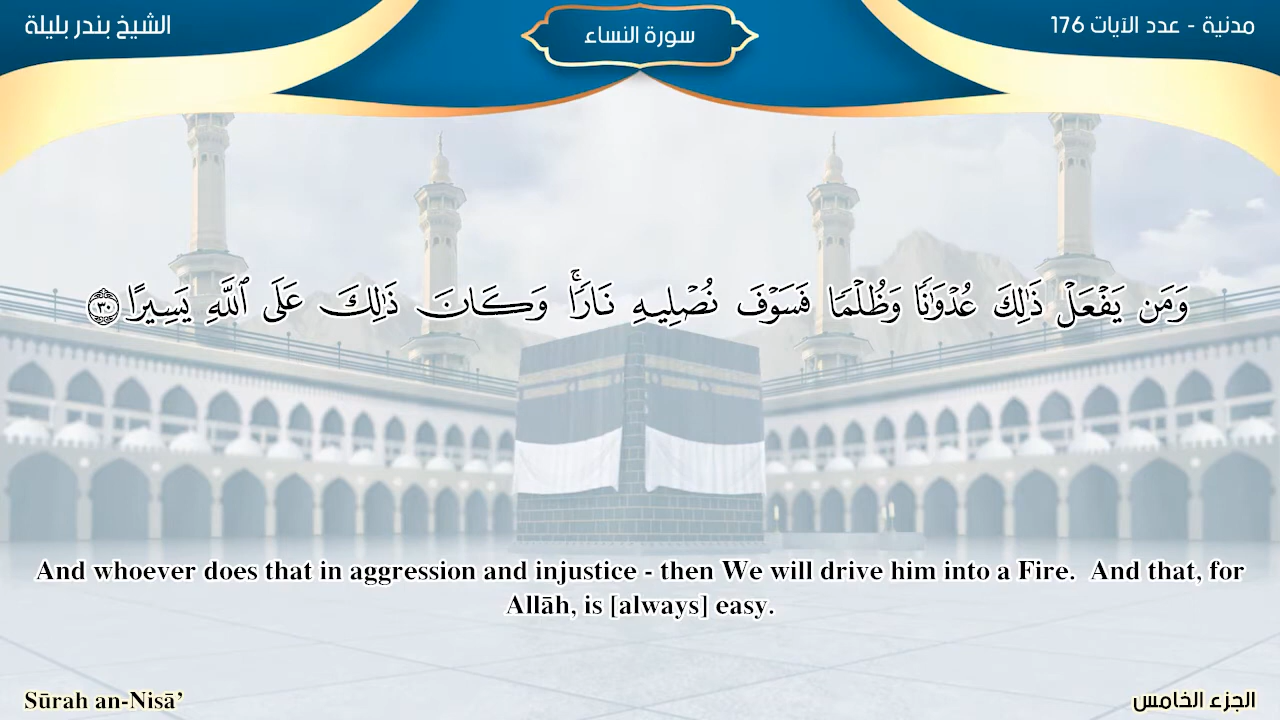 مدنية - عدد الآيات 176
سورة النساء
الشيخ بندر بليلة
وَمَن يَفْعَلْ ذَٰلِكَ عُدْوَٰنًا وَظُلْمًا فَسَوْفَ نُصْلِيهِ نَارًا ۚ وَكَانَ ذَٰلِكَ عَلَى ٱللَّهِ يَسِيرًا ٣٠
And whoever does that in aggression and injustice - then We will drive him into a Fire.  And that, for
Allāh, is [always] easy.
Sūrah an-Nisā’
الجزء الخامس